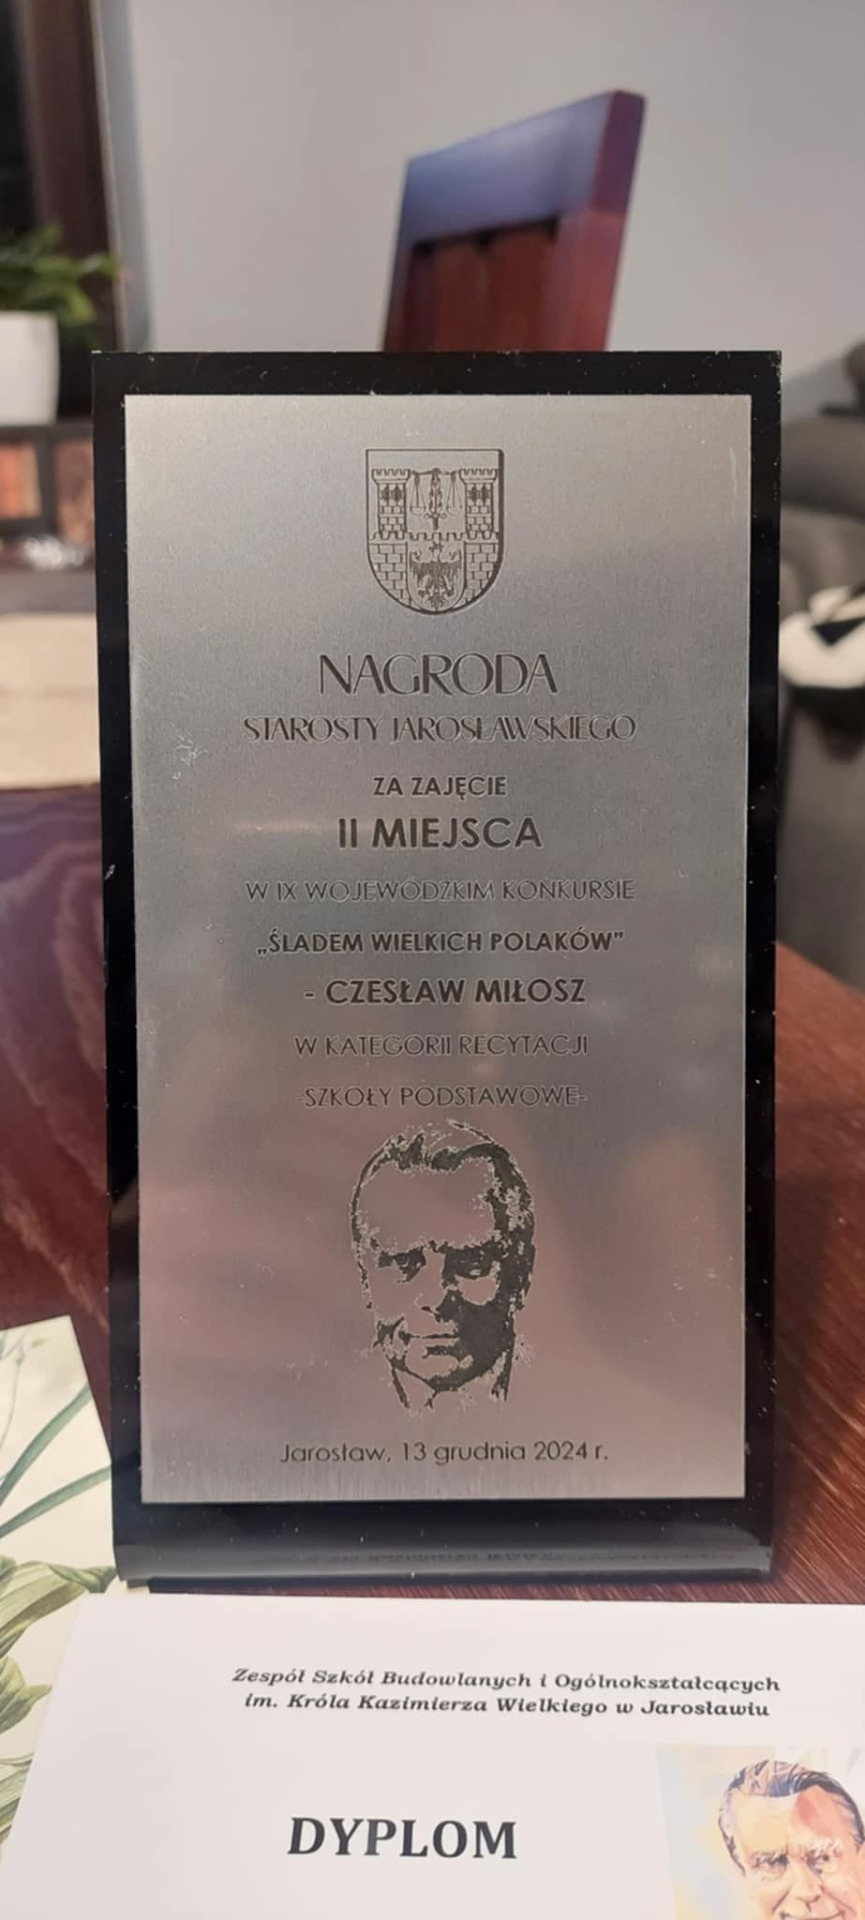 NAGRODA
STAROSTY JAROSŁAWSKIEGO
ZA ZAJĘCIE
II MIEJSCA
W IX WOJEWÓDZKIM KONKURSIE
„ŚLADEM WIELKICH POLAKÓW"
- CZESŁAW MIŁOSZ
W KATEGORII RECYTACJI
-SZKOŁY PODSTAWOWE-
Jarosław, 13 grudnia 2024 r.
Zespół Szkół Budowlanych i Ogólnokształcących
im. Króla Kazimierza Wielkiego w Jarosławiu
DYPLOM